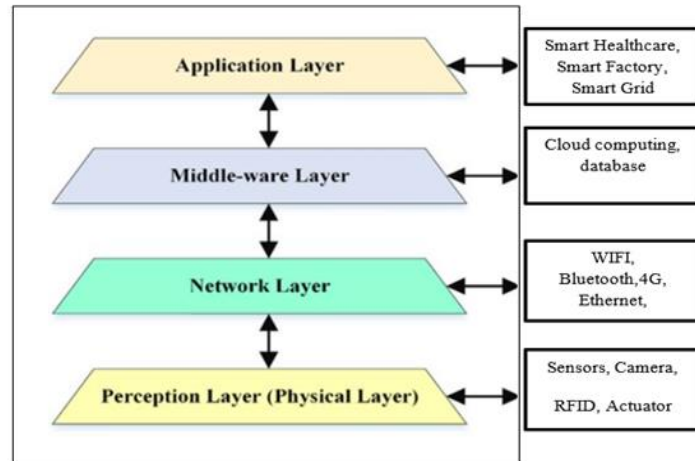 Application Layer
Smart Healthcare,
Smart Factory,
Smart Grid
Middle-ware Layer
Cloud computing,
database
Network Layer
WIFI,
Bluetooth,4G,
Ethernet,
Perception Layer (Physical Layer)
Sensors, Camera,
RFID, Actuator